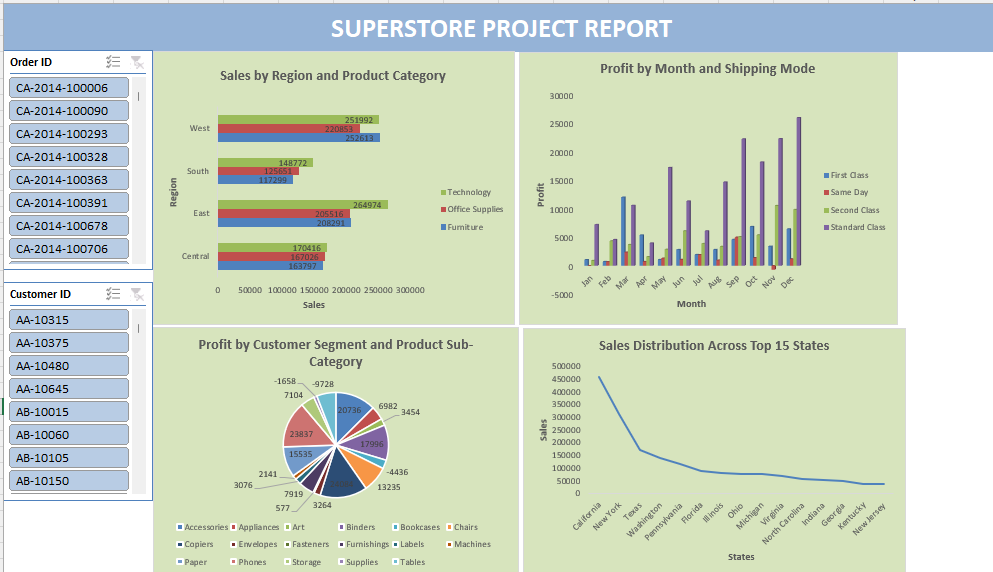 SUPERSTORE PROJECT REPORT
Order ID
CA-2014-100006
CA-2014-100090
CA-2014-100293
CA-2014-100328
CA-2014-100363
CA-2014-100391
CA-2014-100678
CA-2014-100706
Customer ID
AA-10315
AA-10375
AA-10480
AA-10645
AB-10015
AB-10060
AB-10105
AB-10150
Sales by Region and Product Category
Region
West
251992
220853
252613
South
148772
125651
117299
East
264974
205516
208291
Central
170416
167026
163797
0 50000 100000 150000 200000 250000 300000
Sales
Technology
Office Supplies
Furniture
Profit by Month and Shipping Mode
Profit
30000
25000
20000
15000
10000
5000
0
-5000
Jan Feb Mar Apr May Jun Jul Aug Sep Oct Nov Dec
Month
First Class
Same Day
Second Class
Standard Class
Profit by Customer Segment and Product Sub-
Category
20736
6982
3454
17996
-4436
13235
3264
577
7919
3076
2141
15535
23837
7104
-1658
-9728
Accessories Appliances Art Binders Bookcases Chairs
Copiers Envelopes Fasteners Furnishings Labels Machines
Paper Phones Storage Supplies Tables
Sales Distribution Across Top 15 States
Sales
500000
450000
400000
350000
300000
250000
200000
150000
100000
50000
0
California New York Texas Washington Pennsylvania Florida Illinois Ohio Michigan Virginia North Carolina Indiana Georgia Kentucky New Jersey
States